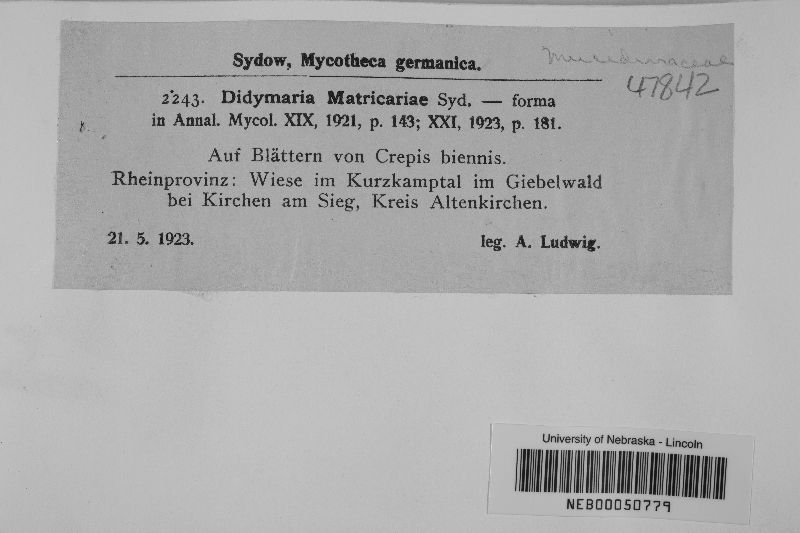 Sydow, Mycotheca germanica.
Mucedinaceae
47842
2243. Didymaria Matricariae Syd. — forma
in Annal. Mycol. XIX, 1921, p. 143; XXI, 1923, p. 181.
Auf Blättern von Crepis biennis.
Rheinprovinz: Wiese im Kurzkamptal im Giebelwald
bei Kirchen am Sieg, Kreis Altenkirchen.
21. 5. 1923. leg. A. Ludwig.
University of Nebraska - Lincoln
NEB00050779